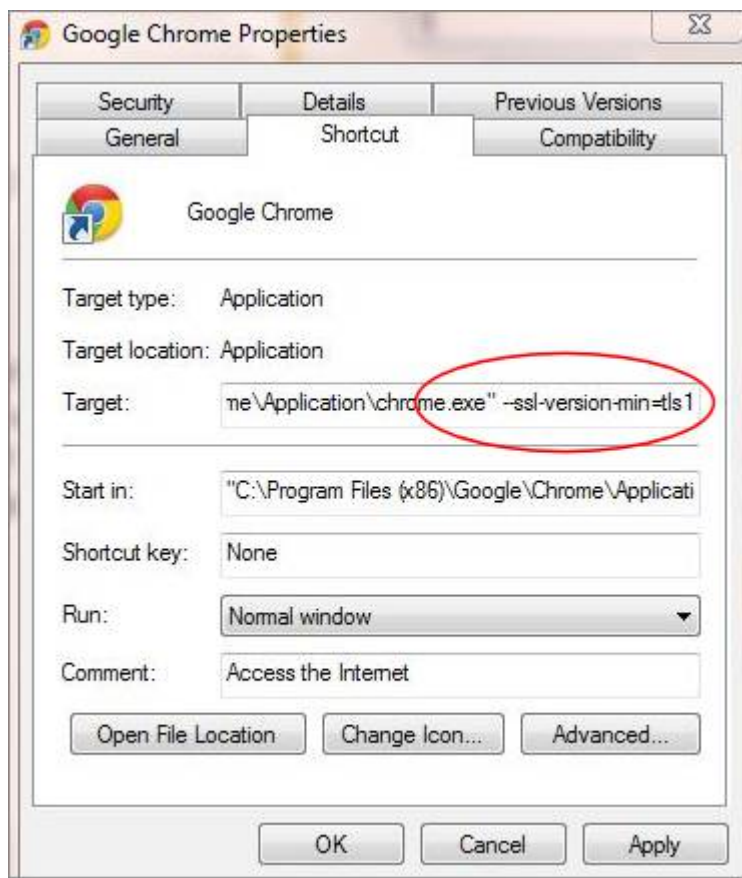 Google Chrome Properties
Security Details Previous Versions
General Shortcut Compatibility
Google Chrome
Target type: Application
Target location: Application
Target: me\Application\chrome.exe" --ssl-version-min=tls1
Start in: "C:\Program Files (x86)\Google\Chrome\Applicati
Shortcut key: None
Run: Normal window
Comment: Access the Internet
Open File Location Change Icon... Advanced...
OK Cancel Apply